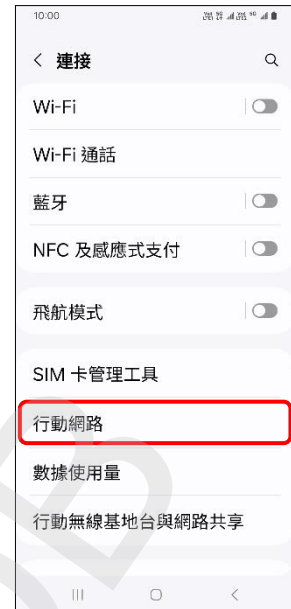 10:00
連接
Wi-Fi
Wi-Fi 通話
藍牙
NFC 及感應式支付
飛航模式
SIM 卡管理工具
行動網路
數據使用量
行動無線基地台與網路共享